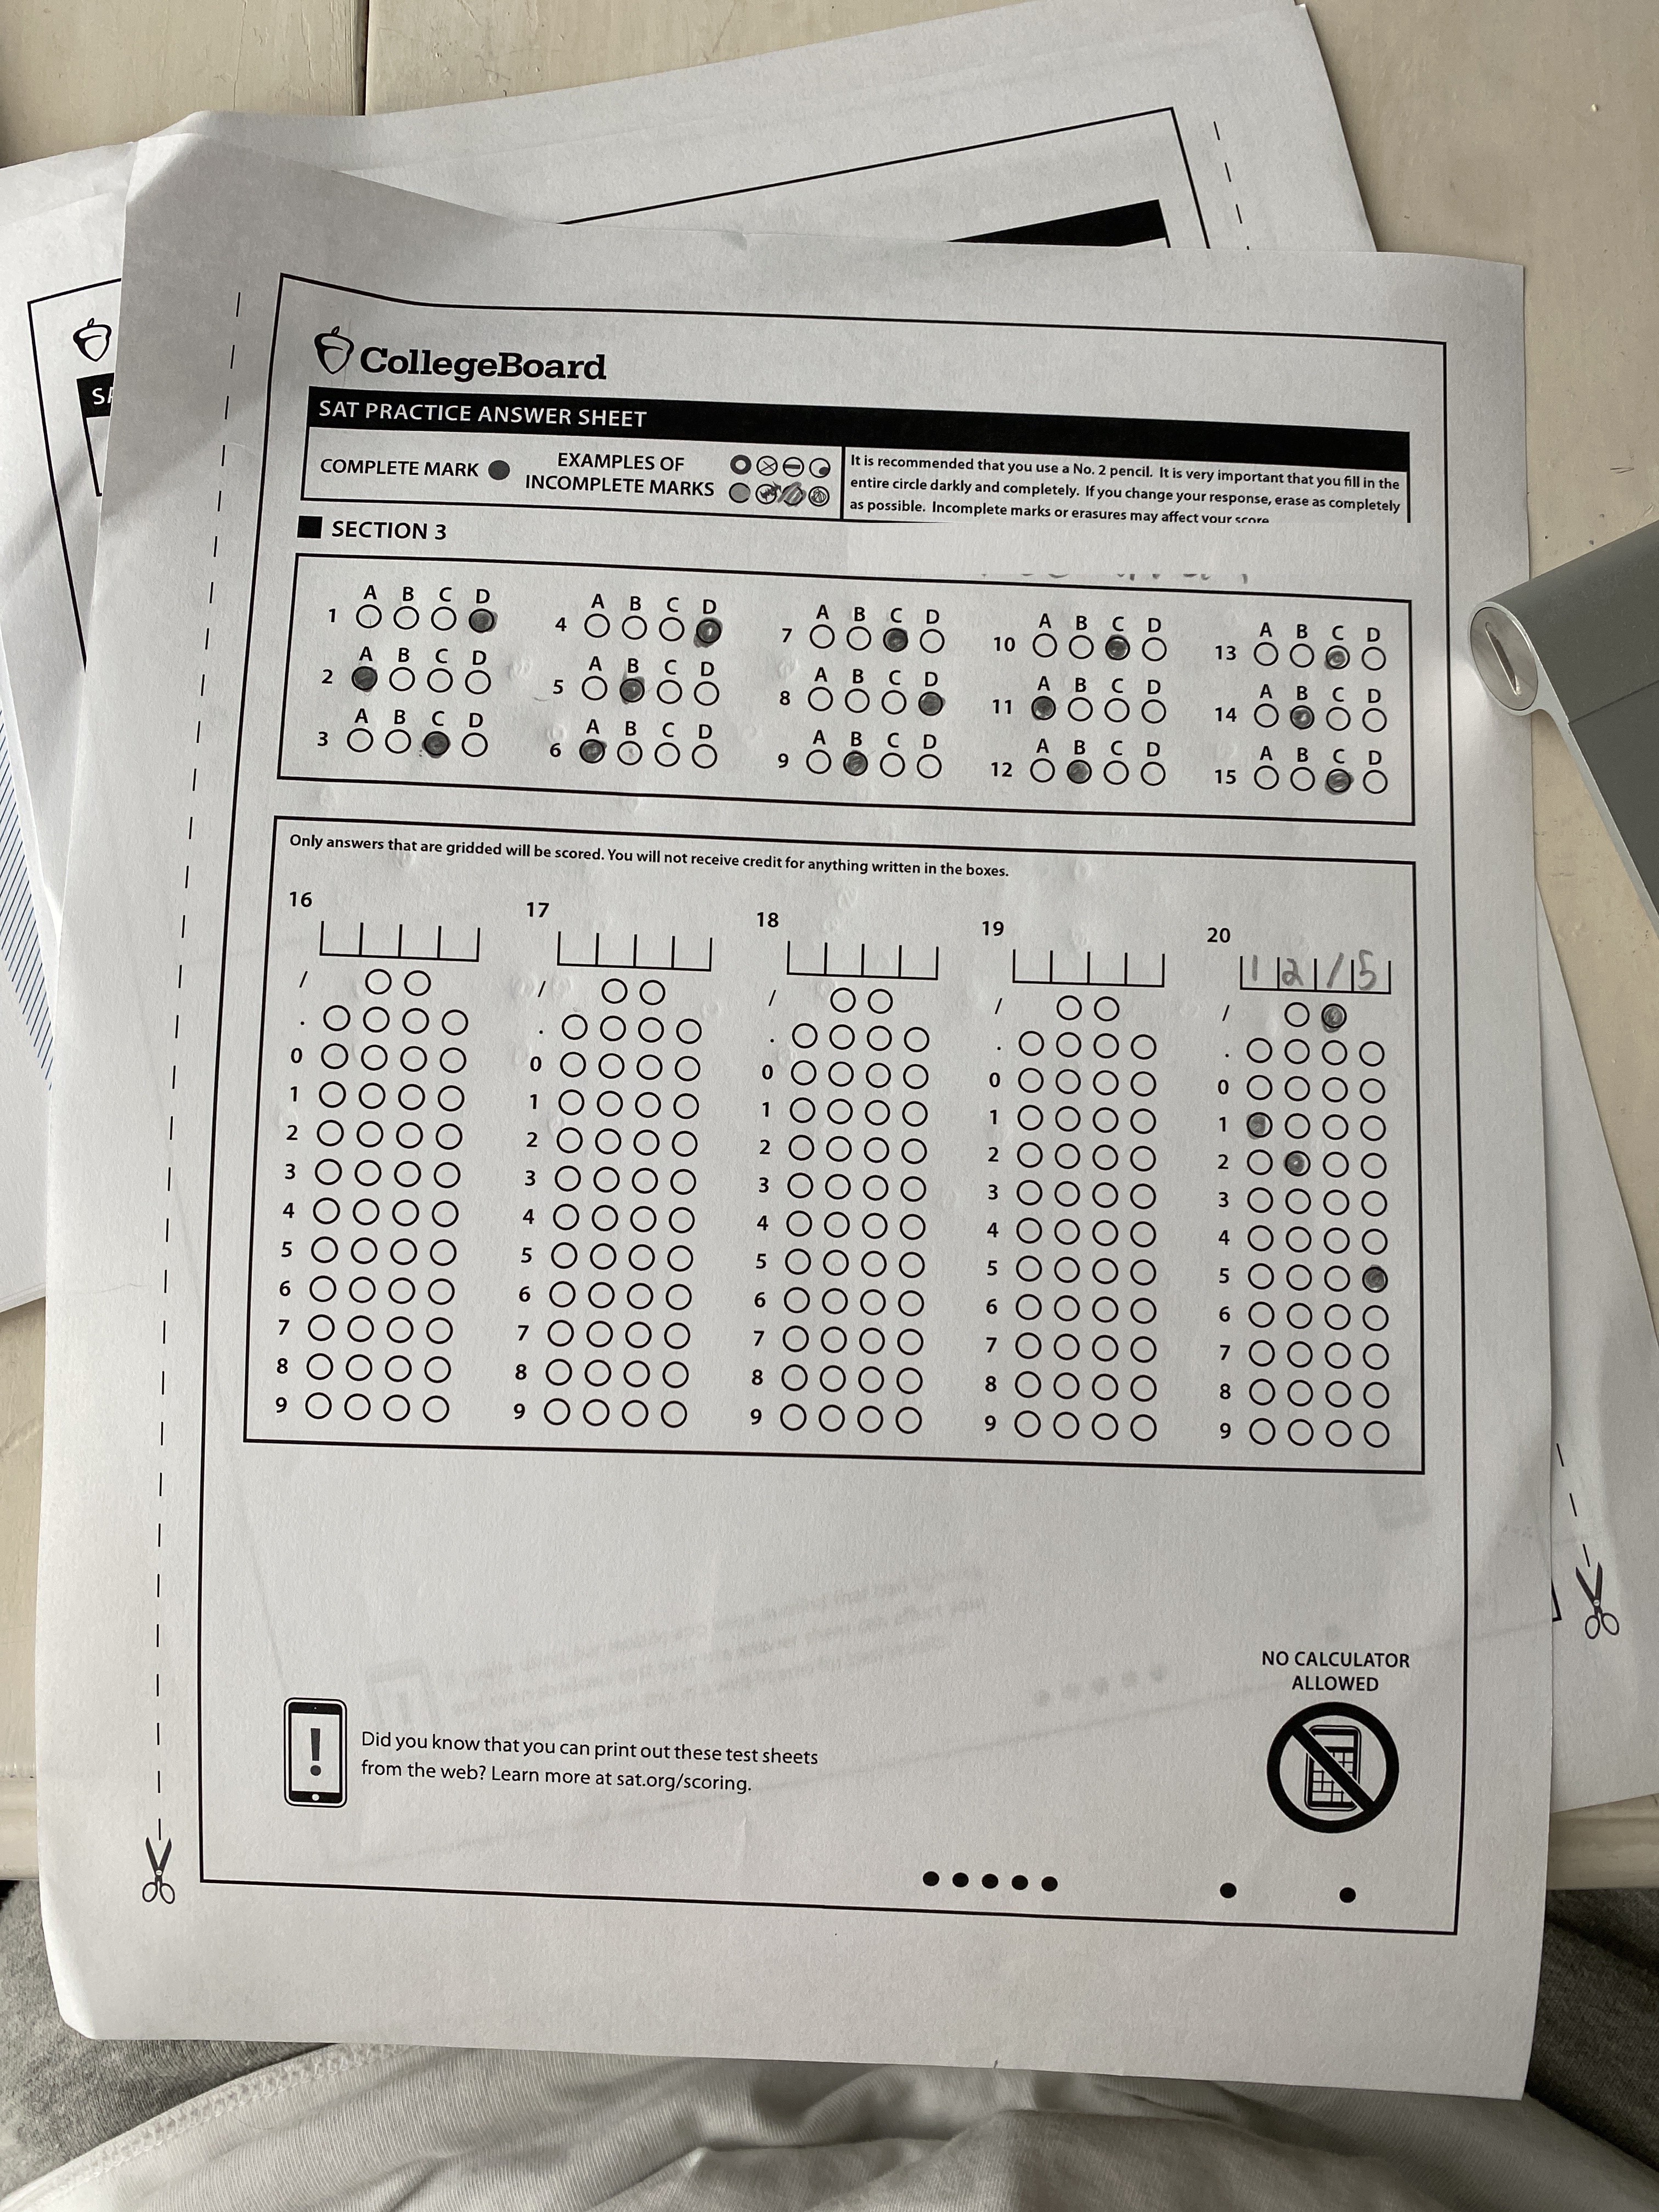 CollegeBoard
SAT PRACTICE ANSWER SHEET
COMPLETE MARK
EXAMPLES OF
INCOMPLETE MARKS
It is recommended that you use a No. 2 pencil. It is very important that you fill in the
entire circle darkly and completely. If you change your response, erase as completely
as possible. Incomplete marks or erasures may affect your score.
SECTION 3
A B C D
1
A B C D
2
A B C D
3
A B C D
4
A B C D
5
A B C D
6
A B C D
7
A B C D
8
A B C D
9
A B C D
10
A B C D
11
A B C D
12
A B C D
13
A B C D
14
A B C D
15
Only answers that are gridded will be scored. You will not receive credit for anything written in the boxes.
16
/
.
0
1
2
3
4
5
6
7
8
9
17
/
.
0
1
2
3
4
5
6
7
8
9
18
/
.
0
1
2
3
4
5
6
7
8
9
19
/
.
0
1
2
3
4
5
6
7
8
9
20
12/5
/
.
0
1
2
3
4
5
6
7
8
9
NO CALCULATOR
ALLOWED
Did you know that you can print out these test sheets
from the web? Learn more at sat.org/scoring.